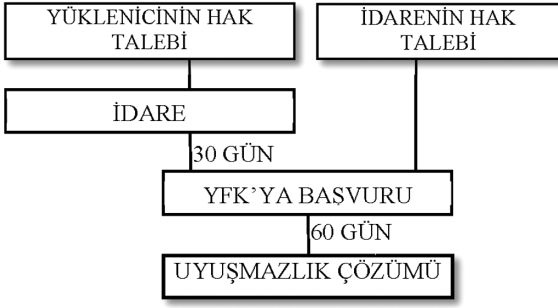 YÜKLENİCİNİN HAK
TALEBİ
İDARENİN HAK
TALEBİ
İDARE
30 GÜN
YFK'YA BAŞVURU
60 GÜN
UYUŞMAZLIK ÇÖZÜMÜ